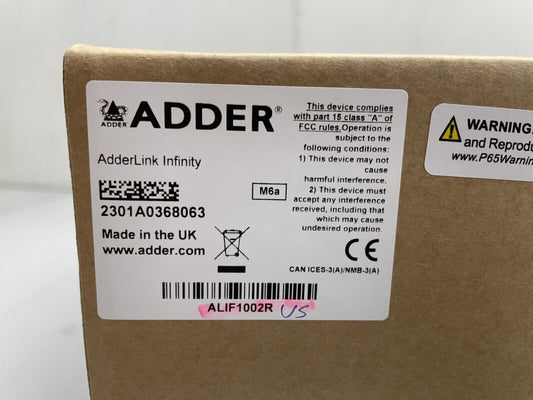 ADDER®
ADDER
AdderLink Infinity
2301A0368063
Made in the UK
www.adder.com
This device complies
with part 15 class "A" of
FCC rules.Operation is
subject to the
following conditions:
1) This device may not
cause
harmful interference.
2) This device must
accept any interference
received, including that
which may cause
undesired operation.
M6a
CE
CAN ICES-3(A)/NMB-3(A)
ALIF1002R US
WARNING:
and Reprodu
www.P65Warnin